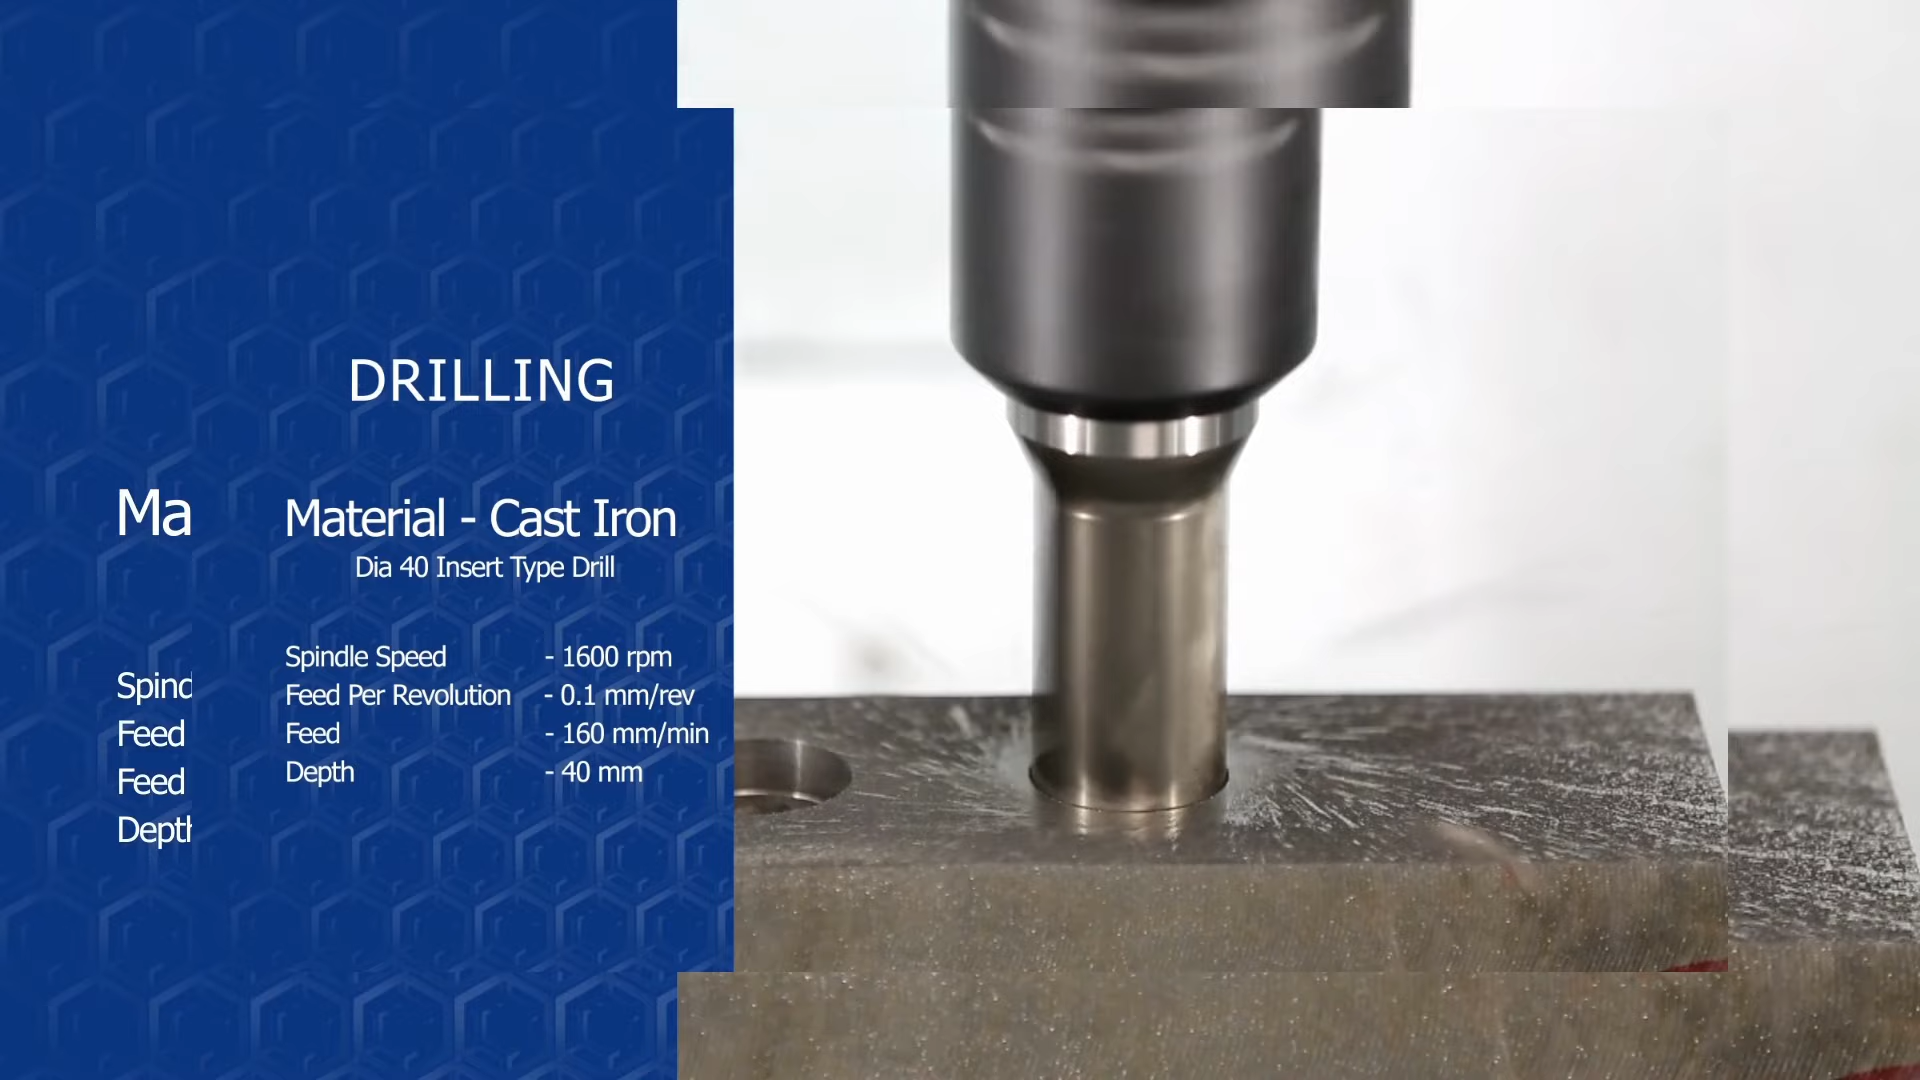 DRILLING
Ma
Material - Cast Iron
Dia 40 Insert Type Drill
Spindle Speed - 1600 rpm
Feed Per Revolution - 0.1 mm/rev
Feed - 160 mm/min
Depth - 40 mm
Spind
Feed
Feed
Depth